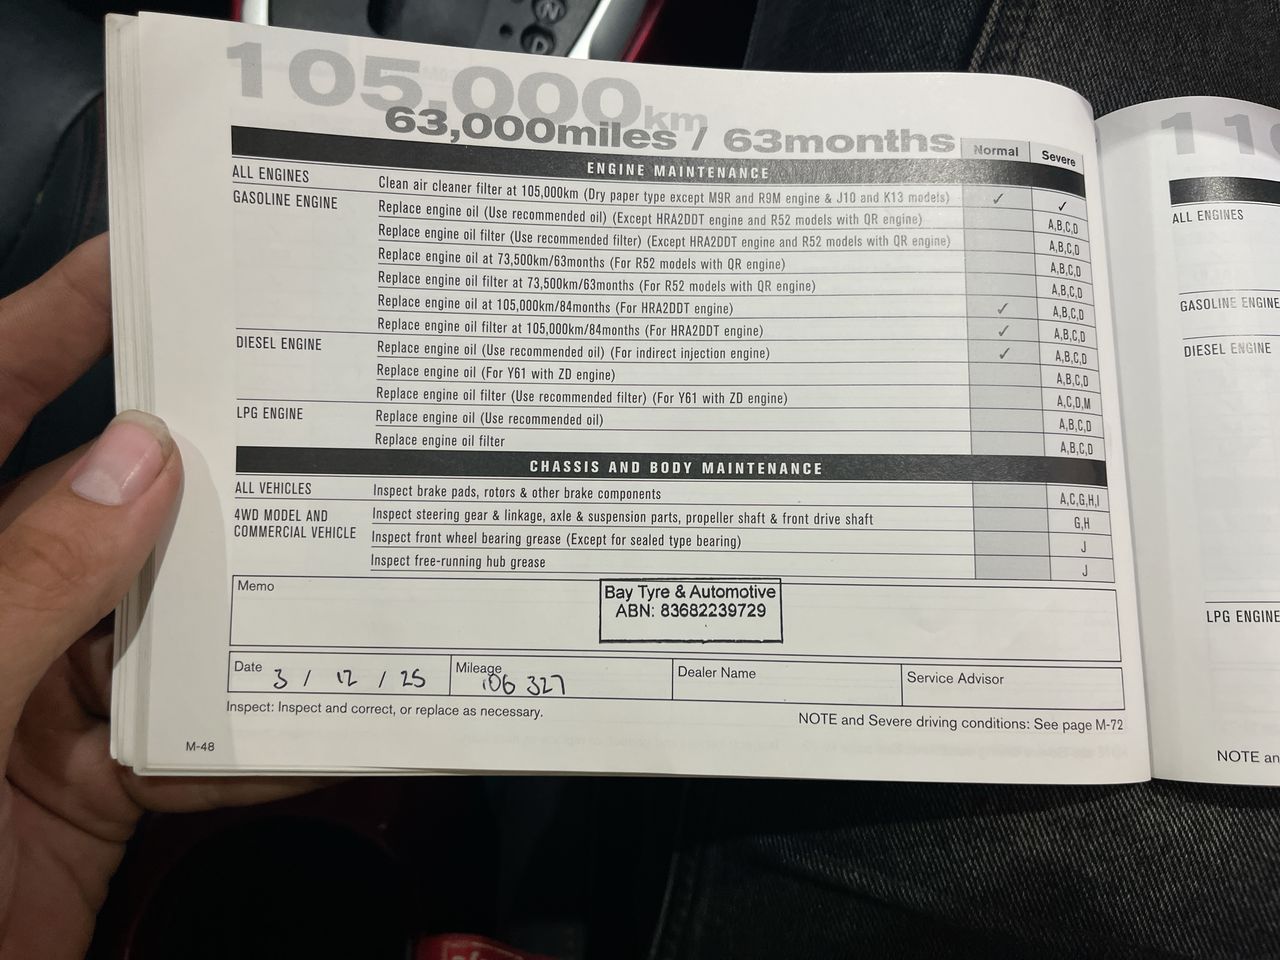 N
D
105,000km
63,000miles / 63months
Normal
Severe
ENGINE MAINTENANCE
ALL ENGINES Clean air cleaner filter at 105,000km (Dry paper type except M9R and R9M engine & J10 and K13 models) ✓ ✓
GASOLINE ENGINE Replace engine oil (Use recommended oil) (Except HRA2DDT engine and R52 models with QR engine) A,B,C,D
Replace engine oil filter (Use recommended filter) (Except HRA2DDT engine and R52 models with QR engine) A,B,C,D
Replace engine oil at 73,500km/63months (For R52 models with QR engine) A,B,C,D
Replace engine oil filter at 73,500km/63months (For R52 models with QR engine) A,B,C,D
Replace engine oil at 105,000km/84months (For HRA2DDT engine) ✓ A,B,C,D
Replace engine oil filter at 105,000km/84months (For HRA2DDT engine) ✓ A,B,C,D
DIESEL ENGINE Replace engine oil (Use recommended oil) (For indirect injection engine) ✓ A,B,C,D
Replace engine oil (For Y61 with ZD engine) A,B,C,D
Replace engine oil filter (Use recommended filter) (For Y61 with ZD engine) A,C,D,M
LPG ENGINE Replace engine oil (Use recommended oil) A,B,C,D
Replace engine oil filter A,B,C,D
CHASSIS AND BODY MAINTENANCE
ALL VEHICLES Inspect brake pads, rotors & other brake components A,C,G,H,I
4WD MODEL AND Inspect steering gear & linkage, axle & suspension parts, propeller shaft & front drive shaft G,H
COMMERCIAL VEHICLE Inspect front wheel bearing grease (Except for sealed type bearing) J
Inspect free-running hub grease J
Memo
Bay Tyre & Automotive
ABN: 83682239729
Date 3 / 12 / 25 Mileage 106 327 Dealer Name Service Advisor
Inspect: Inspect and correct, or replace as necessary.
NOTE and Severe driving conditions: See page M-72
M-48
ALL ENGINES
GASOLINE ENGINE
DIESEL ENGINE
LPG ENGINE
NOTE